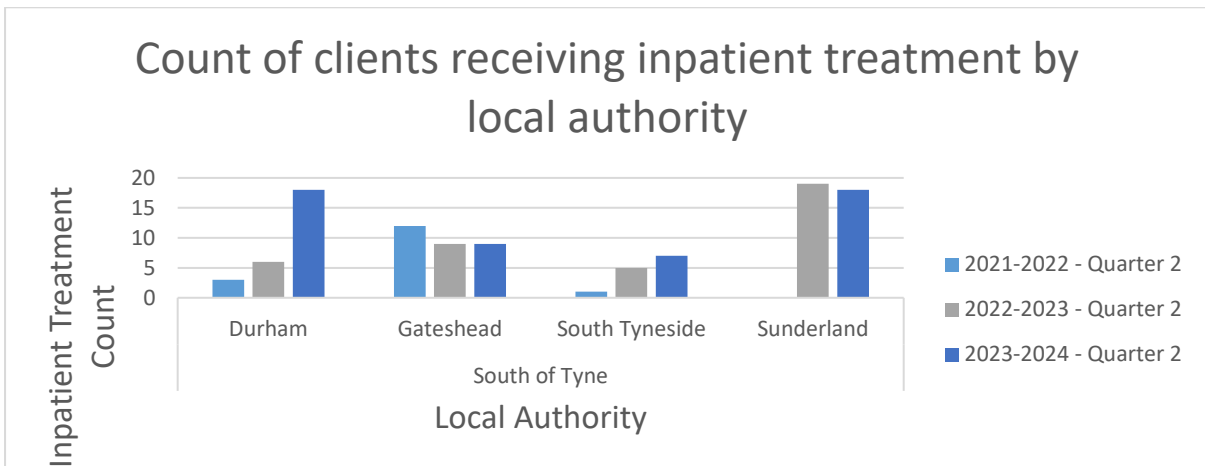 Count of clients receiving inpatient treatment by
local authority
Inpatient Treatment
Count
20
15
10
5
0
Durham
Gateshead
South Tyneside
Sunderland
South of Tyne
Local Authority
2021-2022 - Quarter 2
2022-2023 - Quarter 2
2023-2024 - Quarter 2